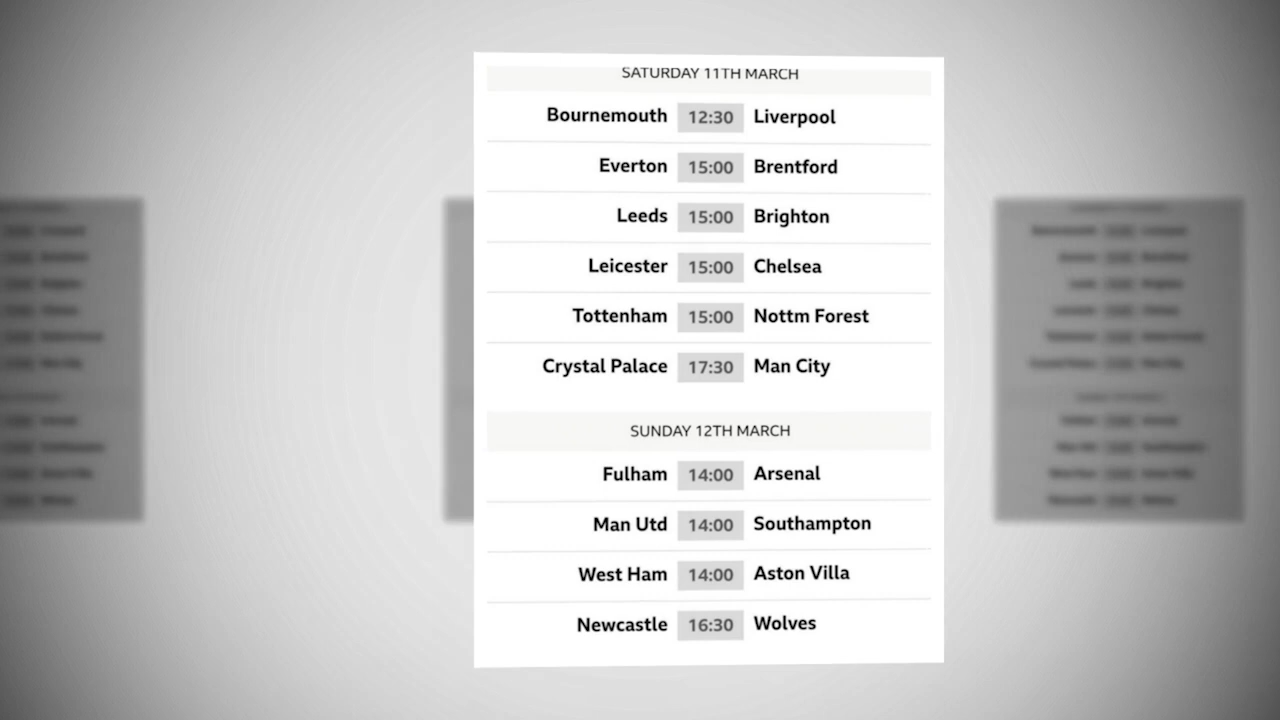 SATURDAY 11TH MARCH
Bournemouth 12:30 Liverpool
Everton 15:00 Brentford
Leeds 15:00 Brighton
Leicester 15:00 Chelsea
Tottenham 15:00 Nottm Forest
Crystal Palace 17:30 Man City
SUNDAY 12TH MARCH
Fulham 14:00 Arsenal
Man Utd 14:00 Southampton
West Ham 14:00 Aston Villa
Newcastle 16:30 Wolves